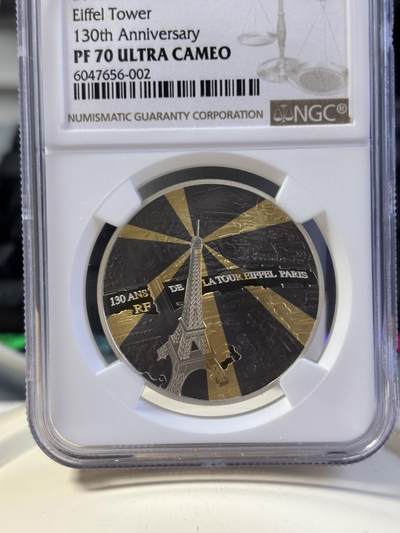 Eiffel Tower
130th Anniversary
PF 70 ULTRA CAMEO
6047656-002
NUMISMATIC GUARANTY CORPORATION NGC®
130 ANS DE LA TOUR EIFFEL PARIS
RF